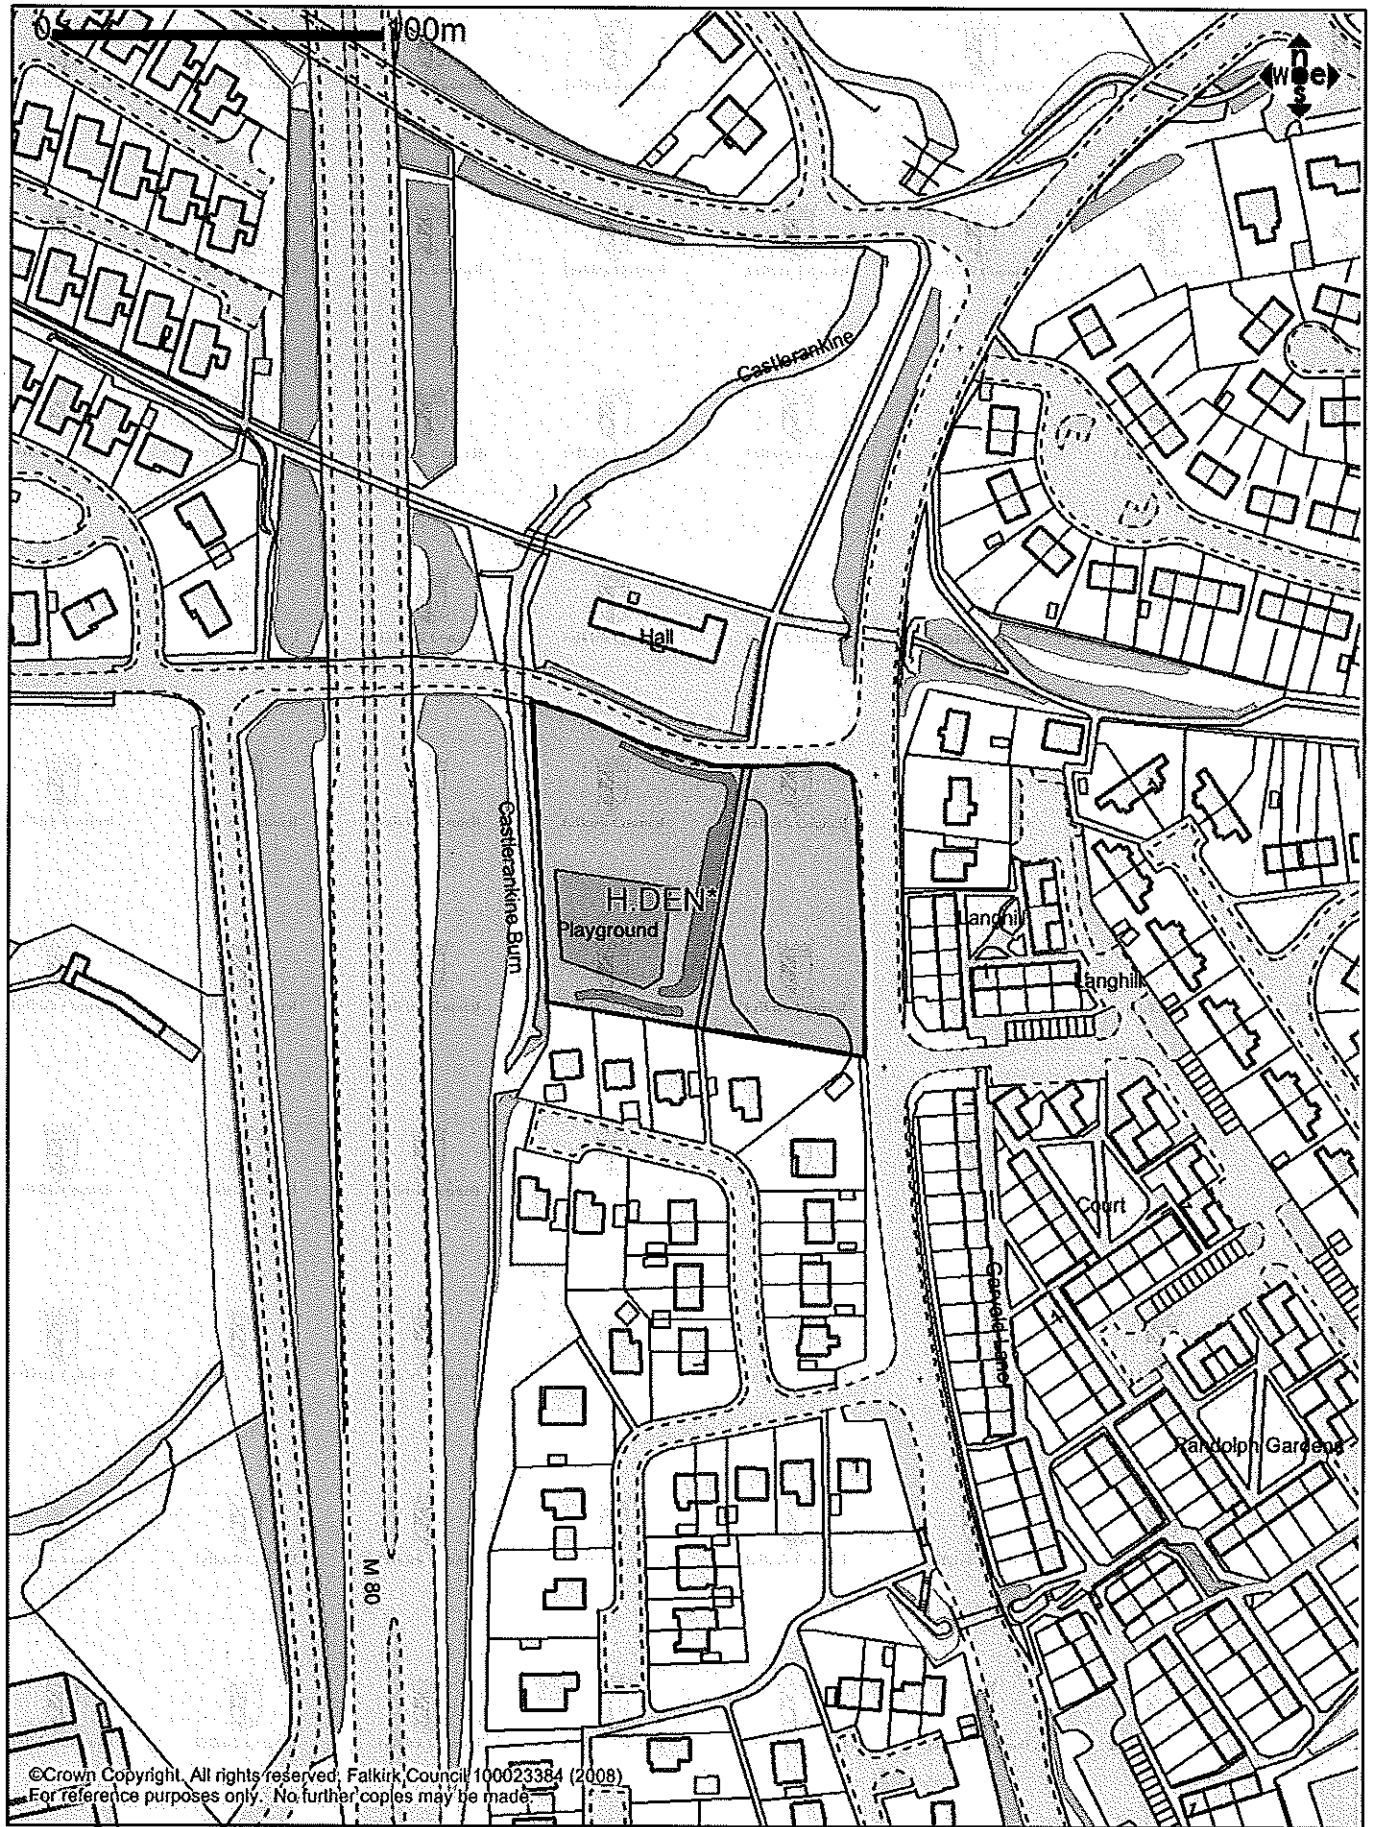 0 100m
n
w e
s
Castlerankine
Hall
Castlerankine Burn
H.DEN*
Playground
Langhill
Langhill
Court
Garvald Lane
Randolph Gardens
M 80
©Crown Copyright. All rights reserved. Falkirk Council 100023384 (2008)
For reference purposes only. No further copies may be made.